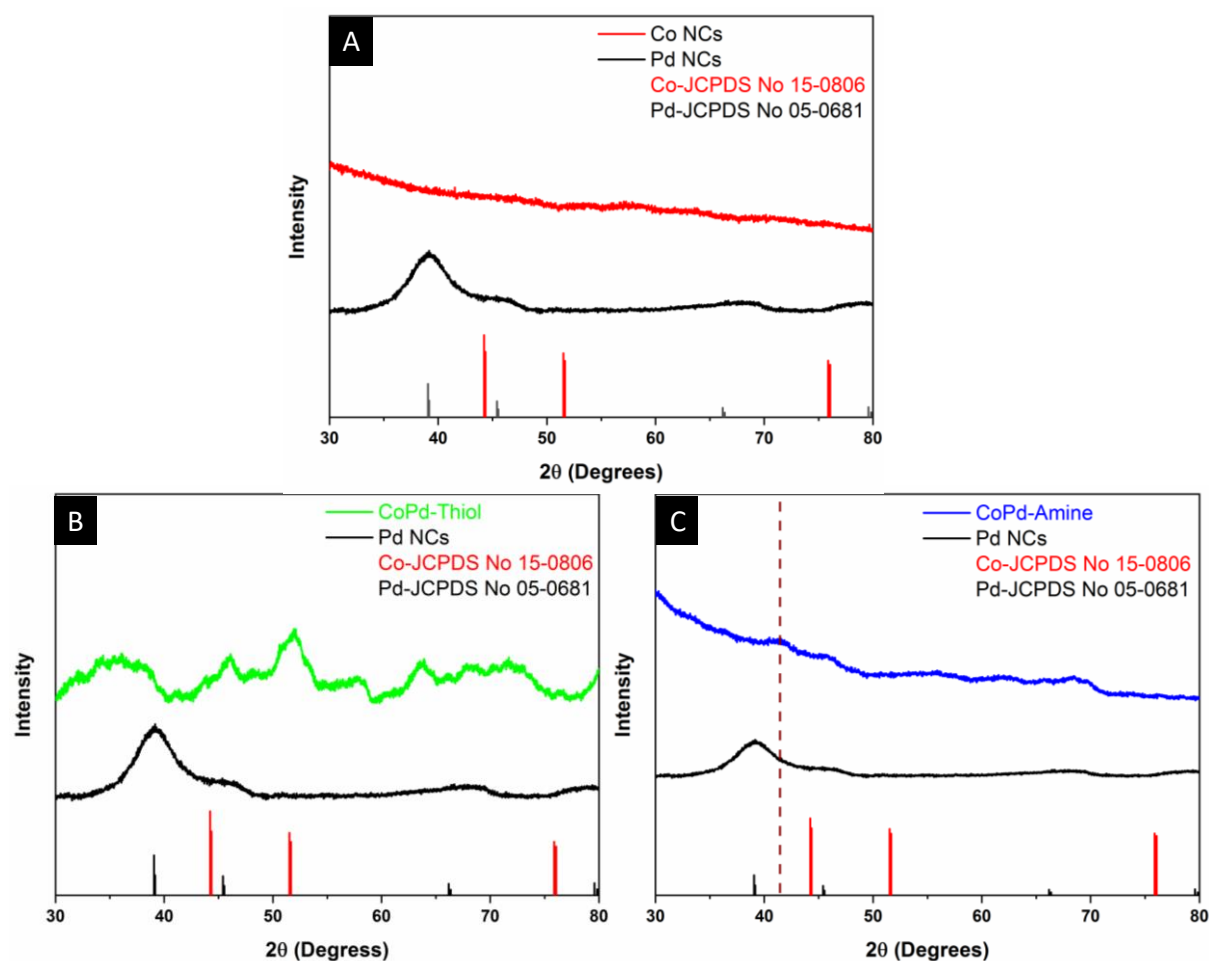 A
Co NCs
Pd NCs
Co-JCPDS No 15-0806
Pd-JCPDS No 05-0681
Intensity
30 40 50 60 70 80
2θ (Degrees)
B
CoPd-Thiol
Pd NCs
Co-JCPDS No 15-0806
Pd-JCPDS No 05-0681
Intensity
30 40 50 60 70 80
2θ (Degress)
C
CoPd-Amine
Pd NCs
Co-JCPDS No 15-0806
Pd-JCPDS No 05-0681
Intensity
30 40 50 60 70 80
2θ (Degrees)